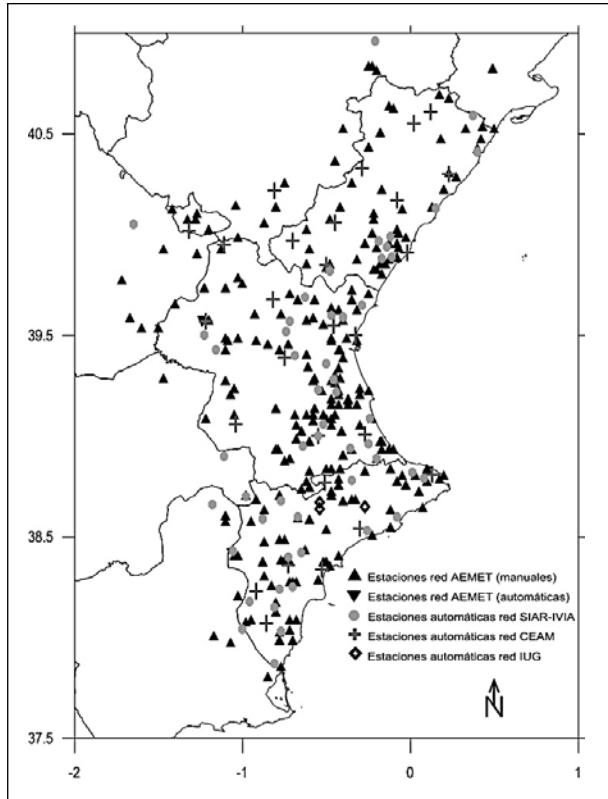 40.5
39.5
38.5
37.5
Estaciones red AEMET (manuales)
Estaciones red AEMET (automáticas)
Estaciones automáticas red SIAR-IVIA
Estaciones automáticas red CEAM
Estaciones automáticas red IUG
N
-2 -1 0 1